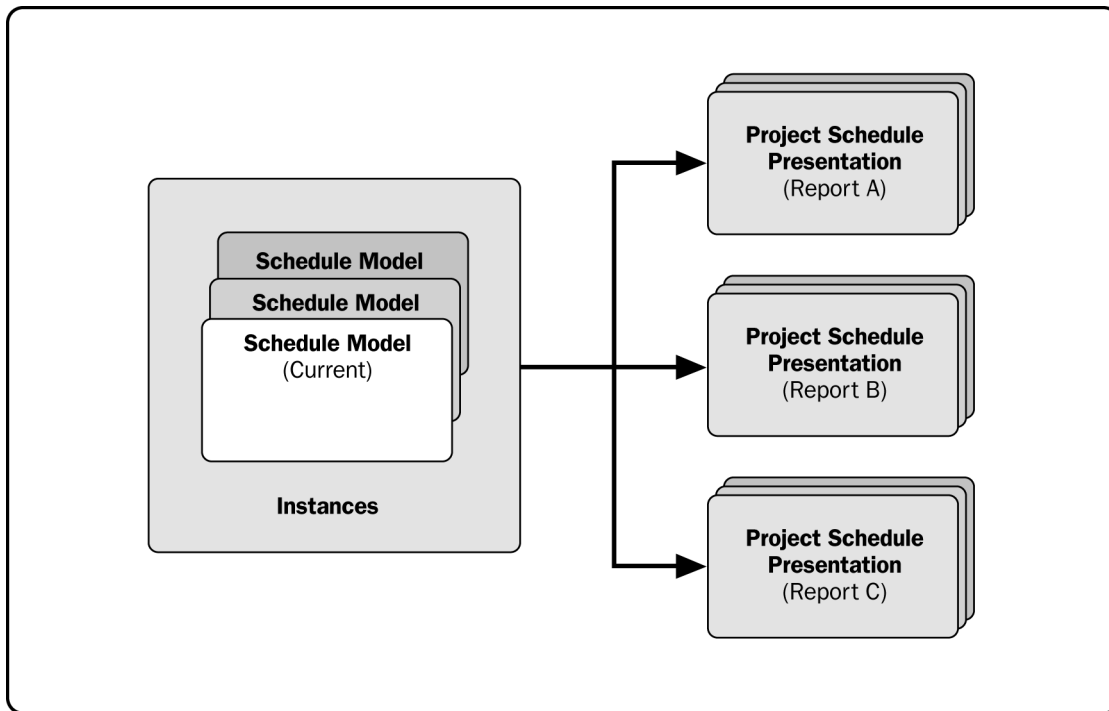 Schedule Model
Schedule Model
Schedule Model
(Current)
Instances
Project Schedule
Presentation
(Report A)
Project Schedule
Presentation
(Report B)
Project Schedule
Presentation
(Report C)